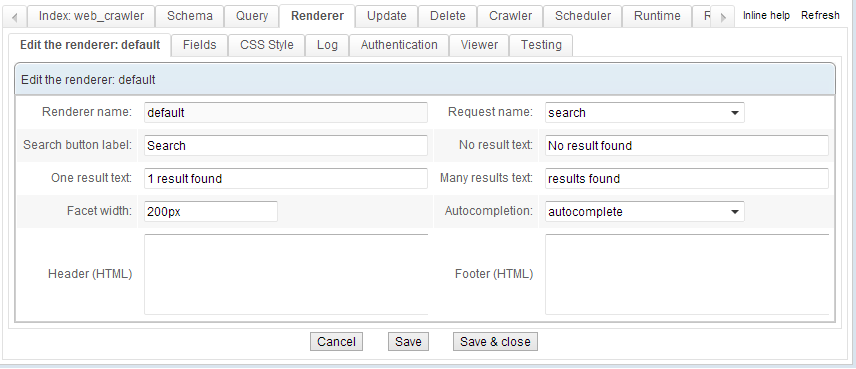 Index: web_crawler Schema Query Renderer Update Delete Crawler Scheduler Runtime Inline help Refresh
Edit the renderer: default Fields CSS Style Log Authentication Viewer Testing
Edit the renderer: default
Renderer name: default Request name: search
Search button label: Search No result text: No result found
One result text: 1 result found Many results text: results found
Facet width: 200px Autocompletion: autocomplete
Header (HTML) Footer (HTML)
Cancel Save Save & close